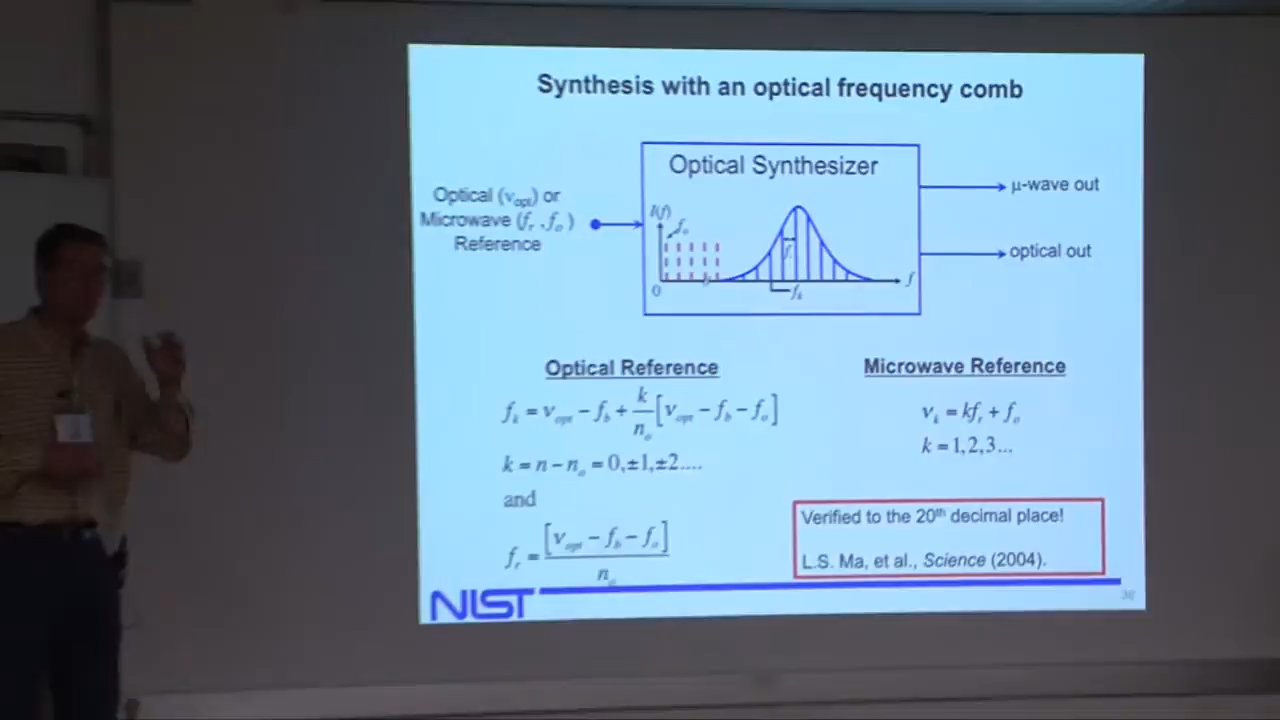 Synthesis with an optical frequency comb
Optical (ν_opt) or
Microwave (f_r, f_o)
Reference
Optical Synthesizer
I(f)
f_o
f
0
μ-wave out
optical out
Optical Reference
f_k = ν_opt − f_b + k/n_o [ν_opt − f_b − f_o]
k = n − n_o = 0,±1,±2....
and
f_r = [ν_opt − f_b − f_o] / n_o
Microwave Reference
ν_k = kf_r + f_o
k = 1,2,3...
Verified to the 20th decimal place!
L.S. Ma, et al., Science (2004).
NIST